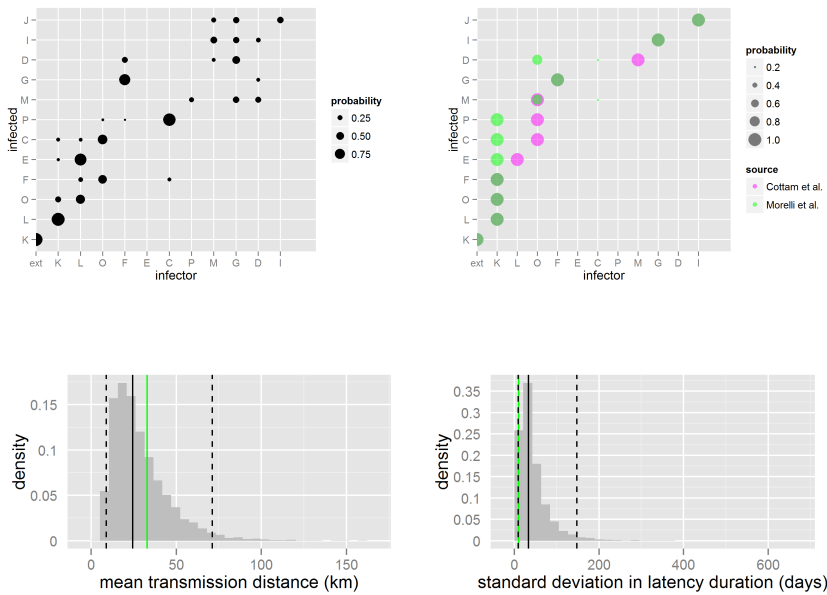 J
I
D
G
M
P
C
E
F
O
L
K
infected
ext K L O F E C P M G D I
infector
probability
0.25
0.50
0.75
J
I
D
G
M
P
C
E
F
O
L
K
infected
ext K L O F E C P M G D I
infector
probability
0.2
0.4
0.6
0.8
1.0
source
Cottam et al.
Morelli et al.
0.15
0.1
0.05
0
density
0 50 100 150
mean transmission distance (km)
0.35
0.3
0.25
0.2
0.15
0.1
0.05
0
density
0 200 400 600
standard deviation in latency duration (days)